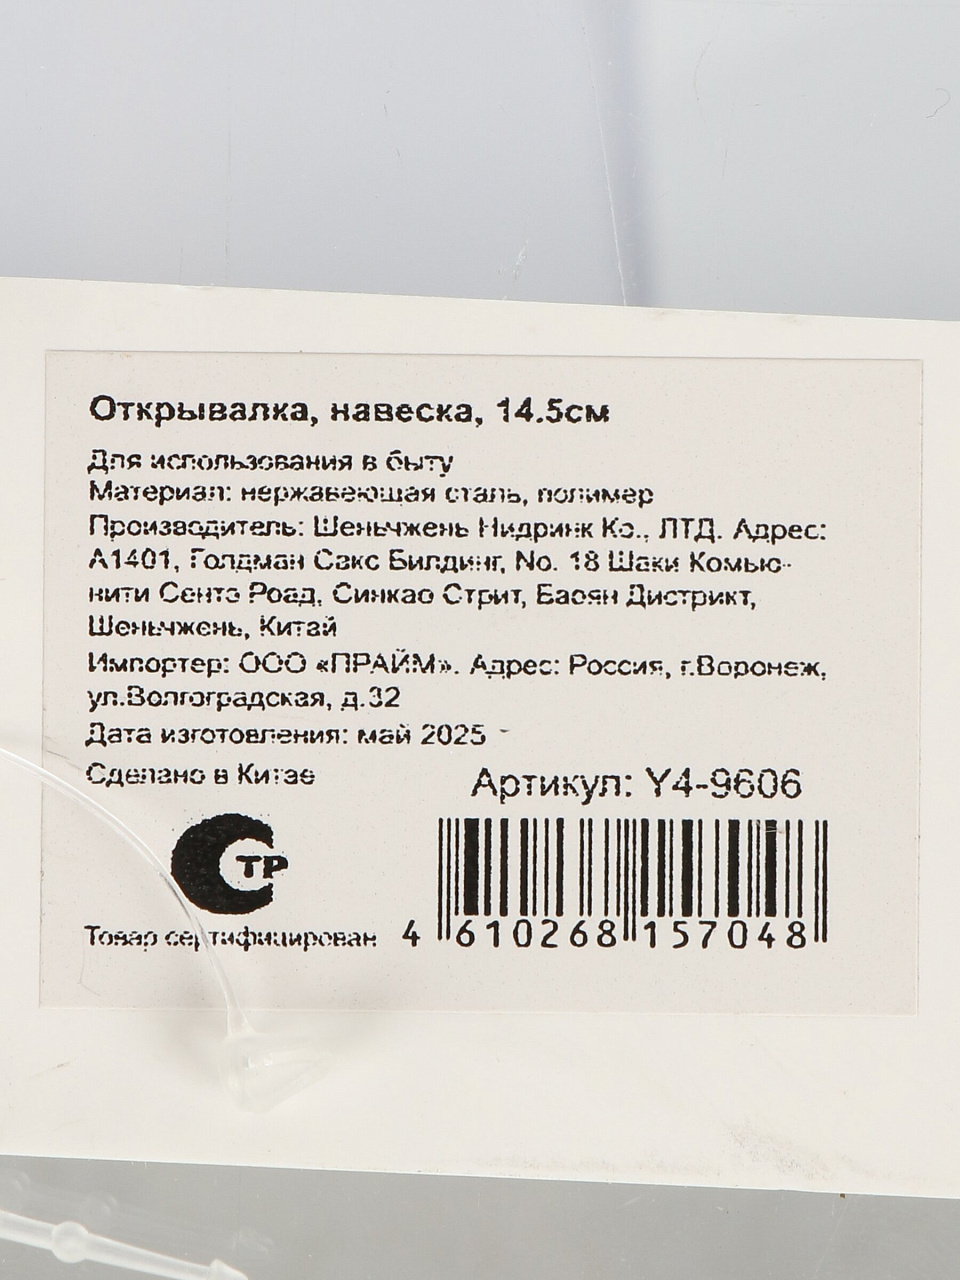 Открывалка, навеска, 14.5см
Для использования в быту
Материал: нержавеющая сталь, полимер
Производитель: Шеньчжень Нидринк Ко., ЛТД. Адрес:
А1401, Голдман Сакс Билдинг, No. 18 Шаки Комью-
нити Сентэ Роад, Синкао Стрит, Баоян Дистрикт,
Шеньчжень, Китай
Импортер: ООО «ПРАЙМ». Адрес: Россия, г.Воронеж,
ул.Волгоградская, д.32
Дата изготовления: май 2025
Сделано в Китае
Артикул: Y4-9606
ТР
Товар сертифицирован
4 610268 157048